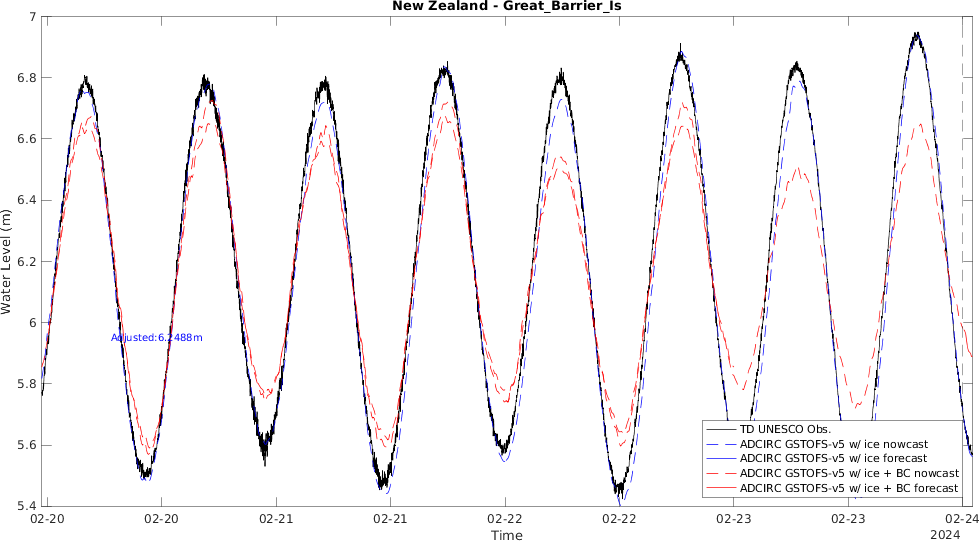 New Zealand - Great_Barrier_Is
7
6.8
6.6
6.4
6.2
6
5.8
5.6
5.4
Water Level (m)
Adjusted:6.2488m
TD UNESCO Obs.
ADCIRC GSTOFS-v5 w/ ice nowcast
ADCIRC GSTOFS-v5 w/ ice forecast
ADCIRC GSTOFS-v5 w/ ice + BC nowcast
ADCIRC GSTOFS-v5 w/ ice + BC forecast
02-20 02-20 02-21 02-21 02-22 02-22 02-23 02-23 02-24
Time
2024